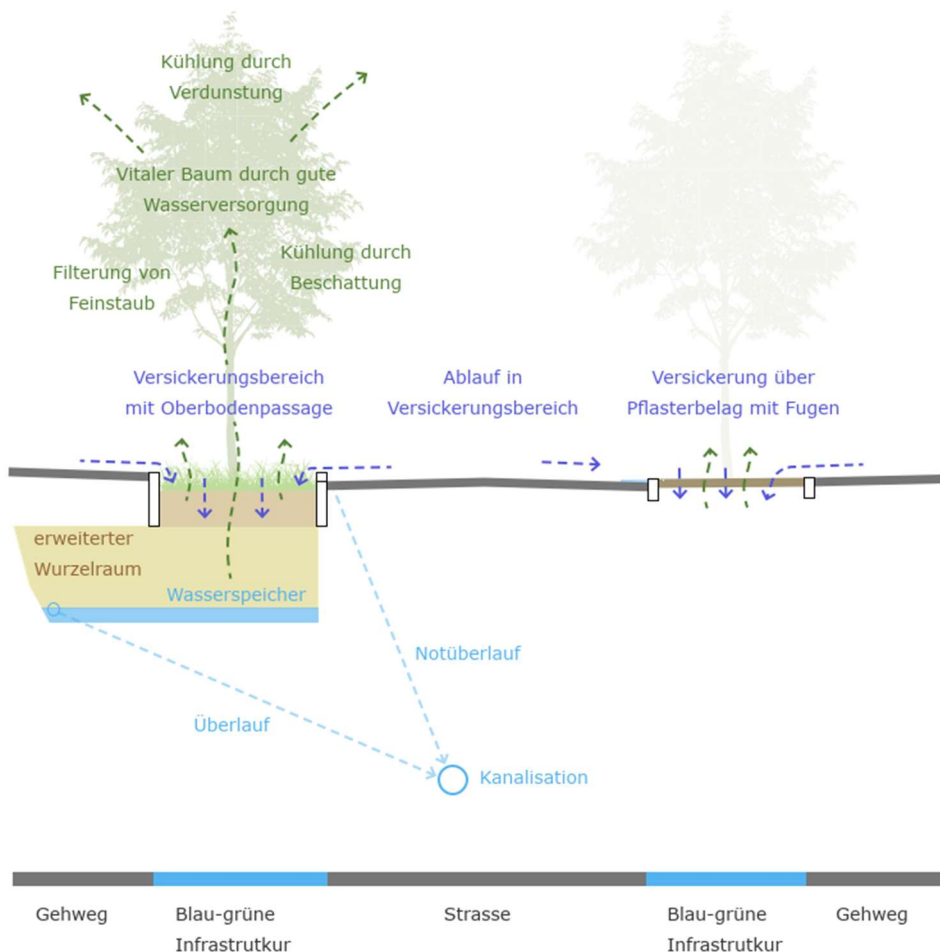 Kühlung durch
Verdunstung
Vitaler Baum durch gute
Wasserversorgung
Kühlung durch
Beschattung
Filterung von
Feinstaub
Versickerungsbereich
mit Oberbodenpassage
Ablauf in
Versickerungsbereich
Versickerung über
Pflasterbelag mit Fugen
erweiterter
Wurzelraum
Wasserspeicher
Notüberlauf
Überlauf
Kanalisation
Gehweg
Blau-grüne
Infrastrutkur
Strasse
Blau-grüne
Infrastrutkur
Gehweg